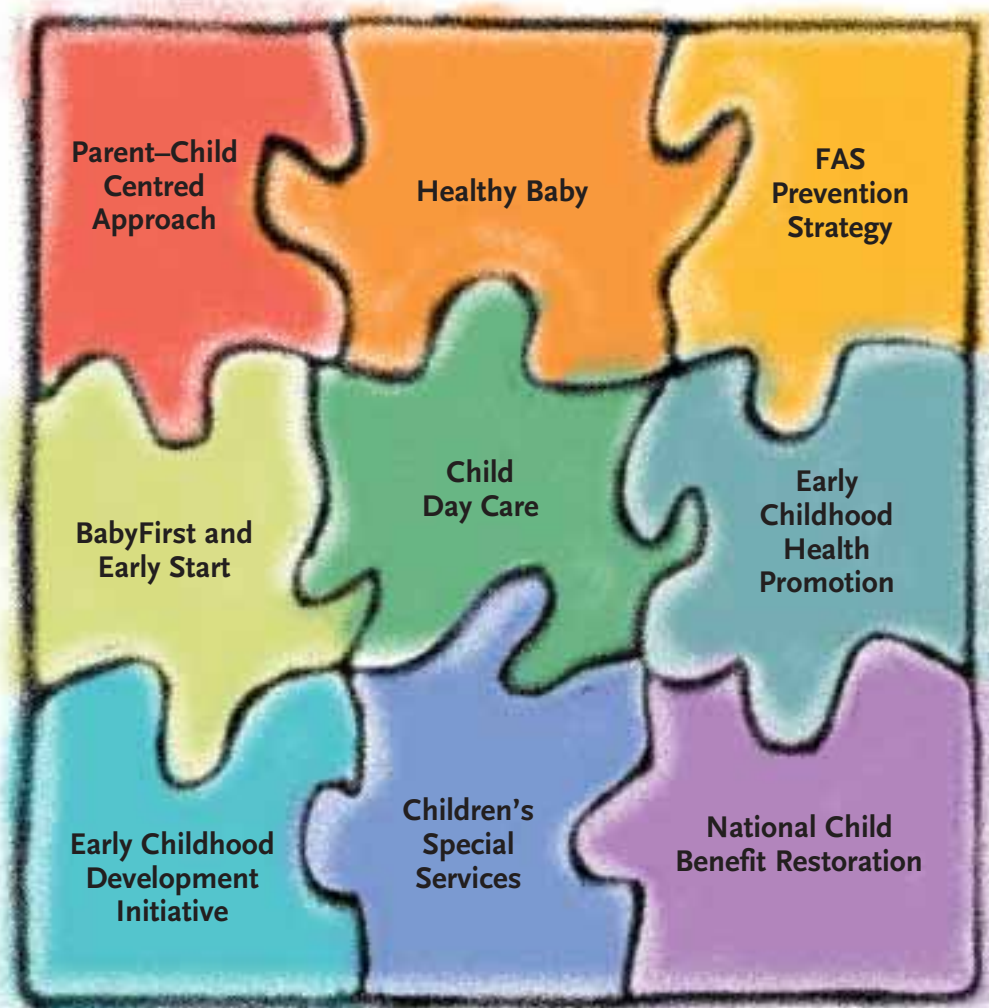 Parent–Child
Centred
Approach
Healthy Baby
FAS
Prevention
Strategy
BabyFirst and
Early Start
Child
Day Care
Early
Childhood
Health
Promotion
Early Childhood
Development
Initiative
Children’s
Special
Services
National Child
Benefit Restoration